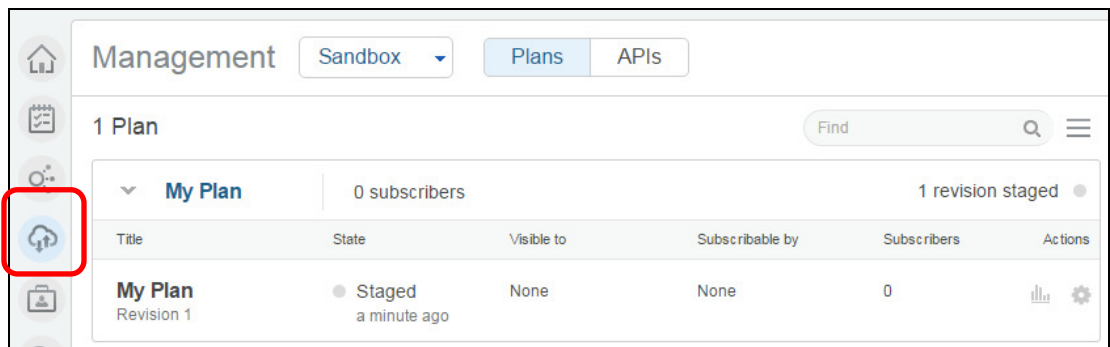 Management Sandbox Plans APIs
1 Plan Find
My Plan 0 subscribers 1 revision staged
Title State Visible to Subscribable by Subscribers Actions
My Plan Staged None None 0
Revision 1 a minute ago